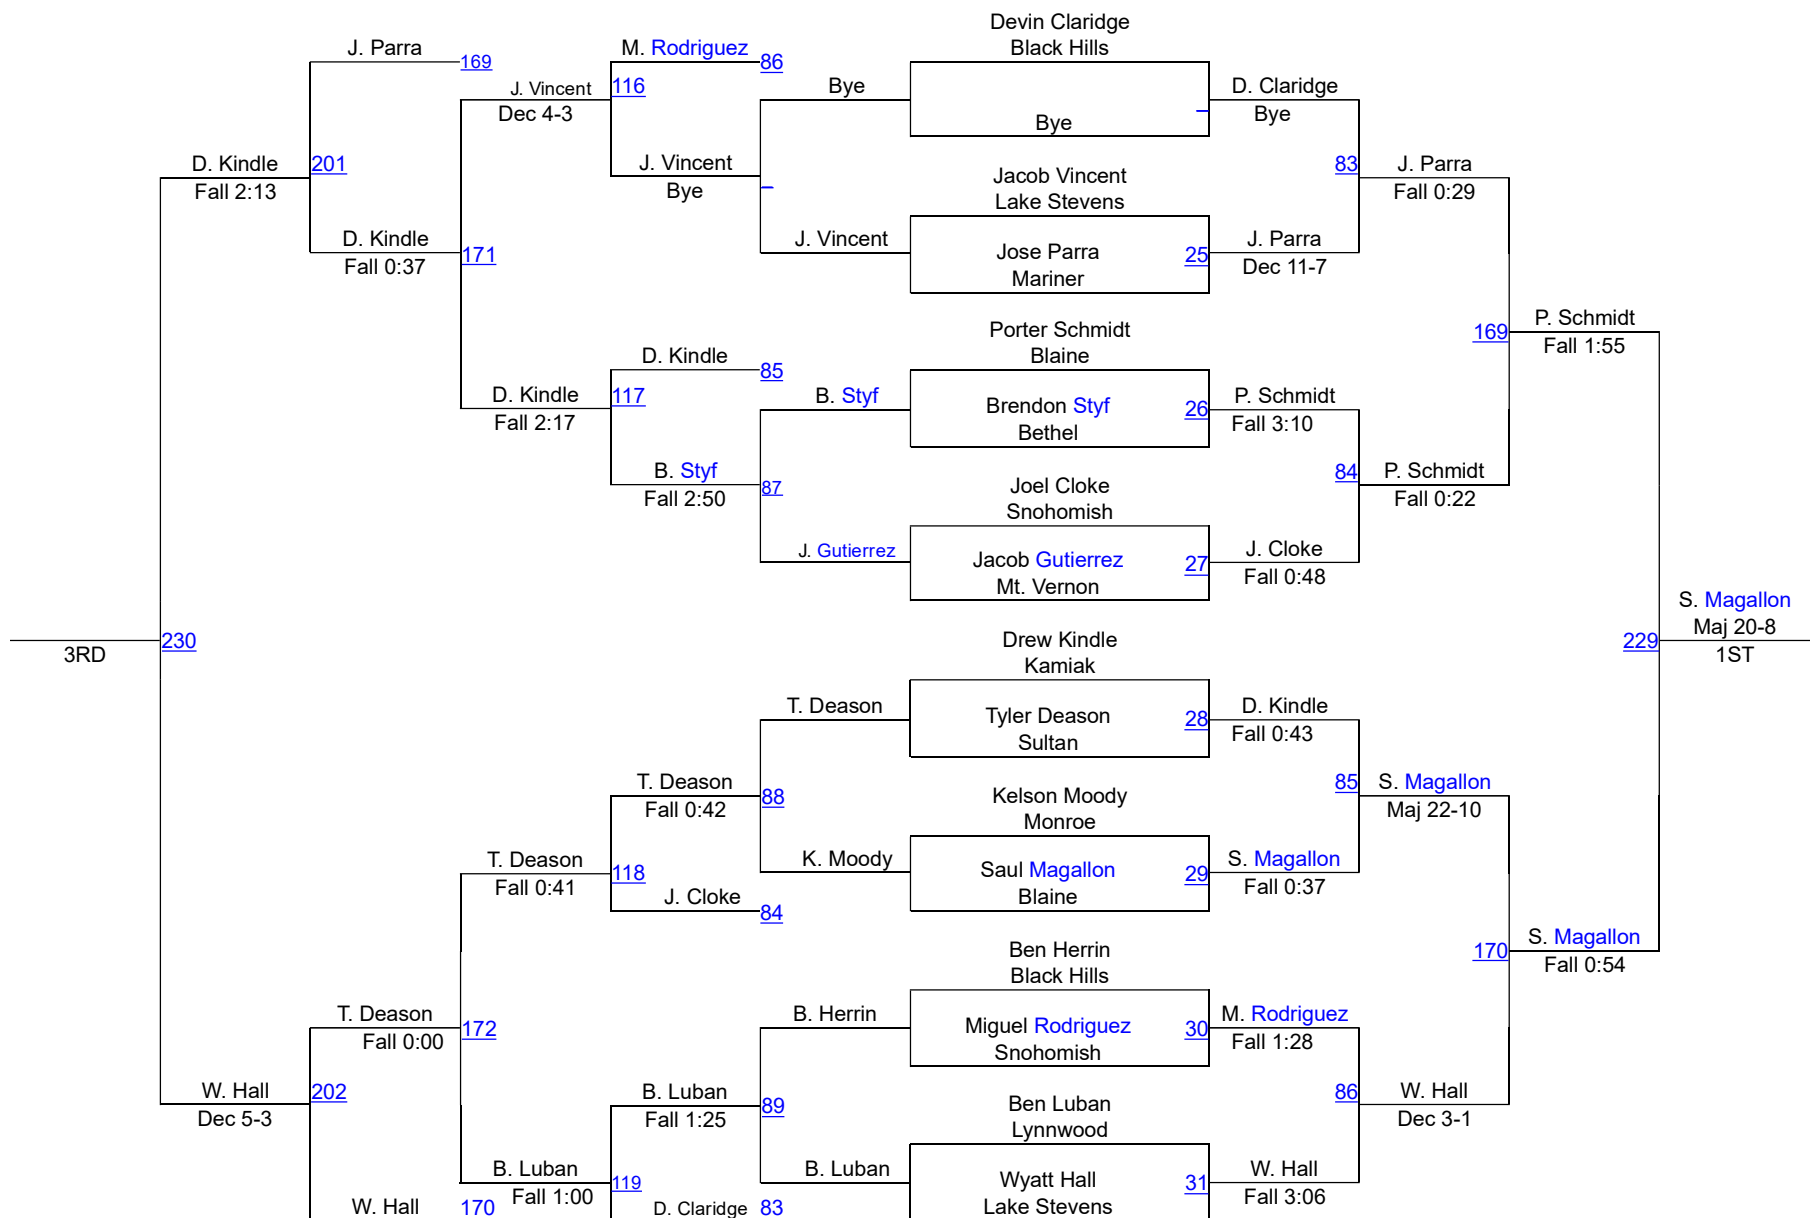 Devin Claridge
J. Parra
M. Rodriguez
Black Hills
169
86
J. Vincent
116
Bye
D. Claridge
Dec 4-3
Bye
Bye
D. Kindle
201
J. Vincent
83
J. Parra
Fall 2:13
Bye
Jacob Vincent
Fall 0:29
Lake Stevens
D. Kindle
J. Vincent
J. Parra
Fall 0:37
171
Jose Parra
25
Dec 11-7
Mariner
Porter Schmidt
169
P. Schmidt
D. Kindle
Blaine
Fall 1:55
85
D. Kindle
117
B. Styf
Brendon Styf
26
P. Schmidt
Fall 2:17
Bethel
Fall 3:10
B. Styf
84
P. Schmidt
Fall 2:50
87
Joel Cloke
Fall 0:22
Snohomish
J. Gutierrez
Jacob Gutierrez
27
J. Cloke
Mt. Vernon
Fall 0:48
S. Magallon
Maj 20-8
3RD
230
Drew Kindle
229
1ST
Kamiak
T. Deason
Tyler Deason
28
D. Kindle
Sultan
Fall 0:43
T. Deason
85
S. Magallon
Fall 0:42
88
Kelson Moody
Maj 22-10
Monroe
T. Deason
118
K. Moody
Saul Magallon
29
S. Magallon
Fall 0:41
Blaine
Fall 0:37
J. Cloke
84
Ben Herrin
170
S. Magallon
Black Hills
Fall 0:54
T. Deason
172
B. Herrin
Miguel Rodriguez
30
M. Rodriguez
Fall 0:00
Snohomish
Fall 1:28
W. Hall
202
B. Luban
89
86
W. Hall
Dec 5-3
Fall 1:25
Ben Luban
Dec 3-1
Lynnwood
B. Luban
119
B. Luban
Wyatt Hall
31
W. Hall
Fall 1:00
Lake Stevens
Fall 3:06
W. Hall
170
D. Claridge
83